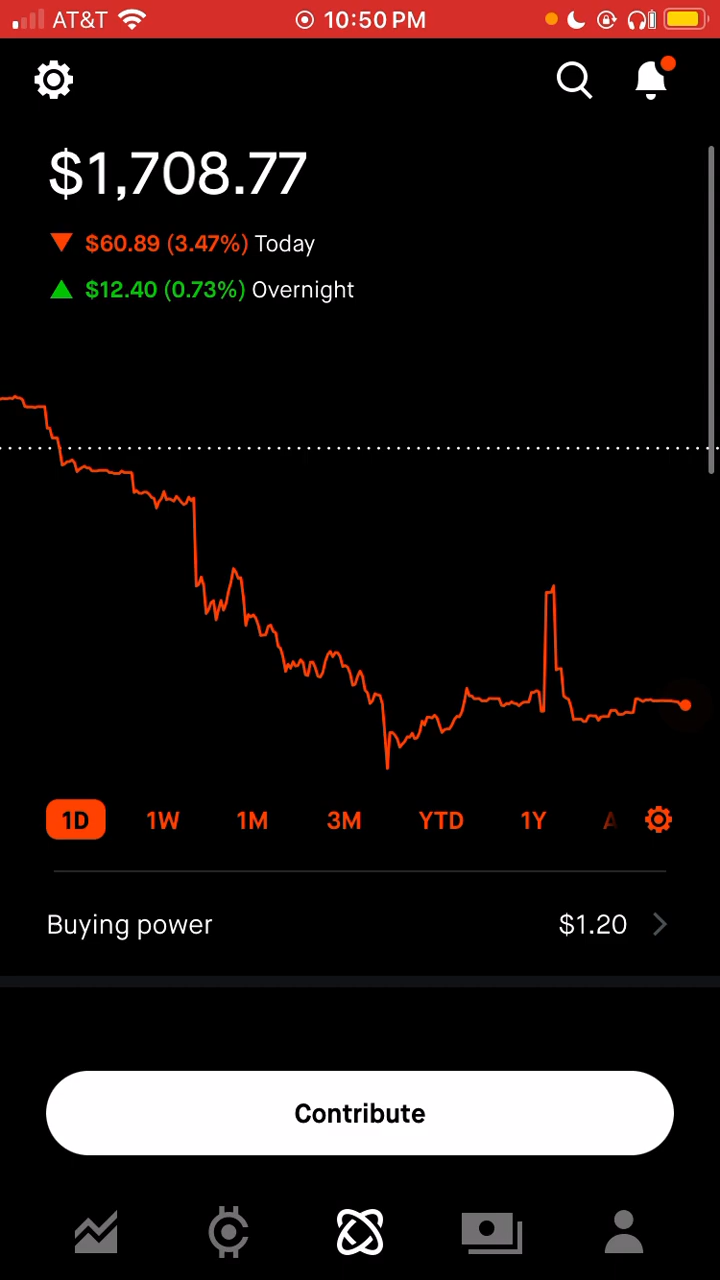 AT&T 10:50 PM
$1,708.77
$60.89 (3.47%) Today
$12.40 (0.73%) Overnight
1D 1W 1M 3M YTD 1Y A
Buying power $1.20
Contribute